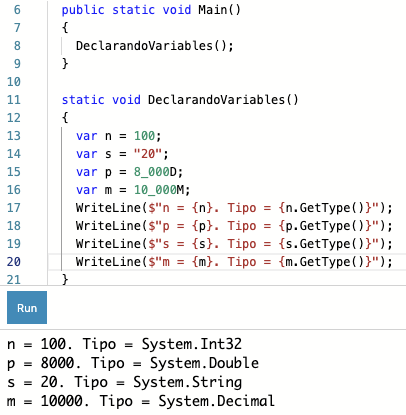 6 public static void Main()
7 {
8 DeclarandoVariables();
9 }
10
11 static void DeclarandoVariables()
12 {
13 var n = 100;
14 var s = "20";
15 var p = 8_000D;
16 var m = 10_000M;
17 WriteLine($"n = {n}. Tipo = {n.GetType()}");
18 WriteLine($"p = {p}. Tipo = {p.GetType()}");
19 WriteLine($"s = {s}. Tipo = {s.GetType()}");
20 WriteLine($"m = {m}. Tipo = {m.GetType()}");
21 }
Run
n = 100. Tipo = System.Int32
p = 8000. Tipo = System.Double
s = 20. Tipo = System.String
m = 10000. Tipo = System.Decimal